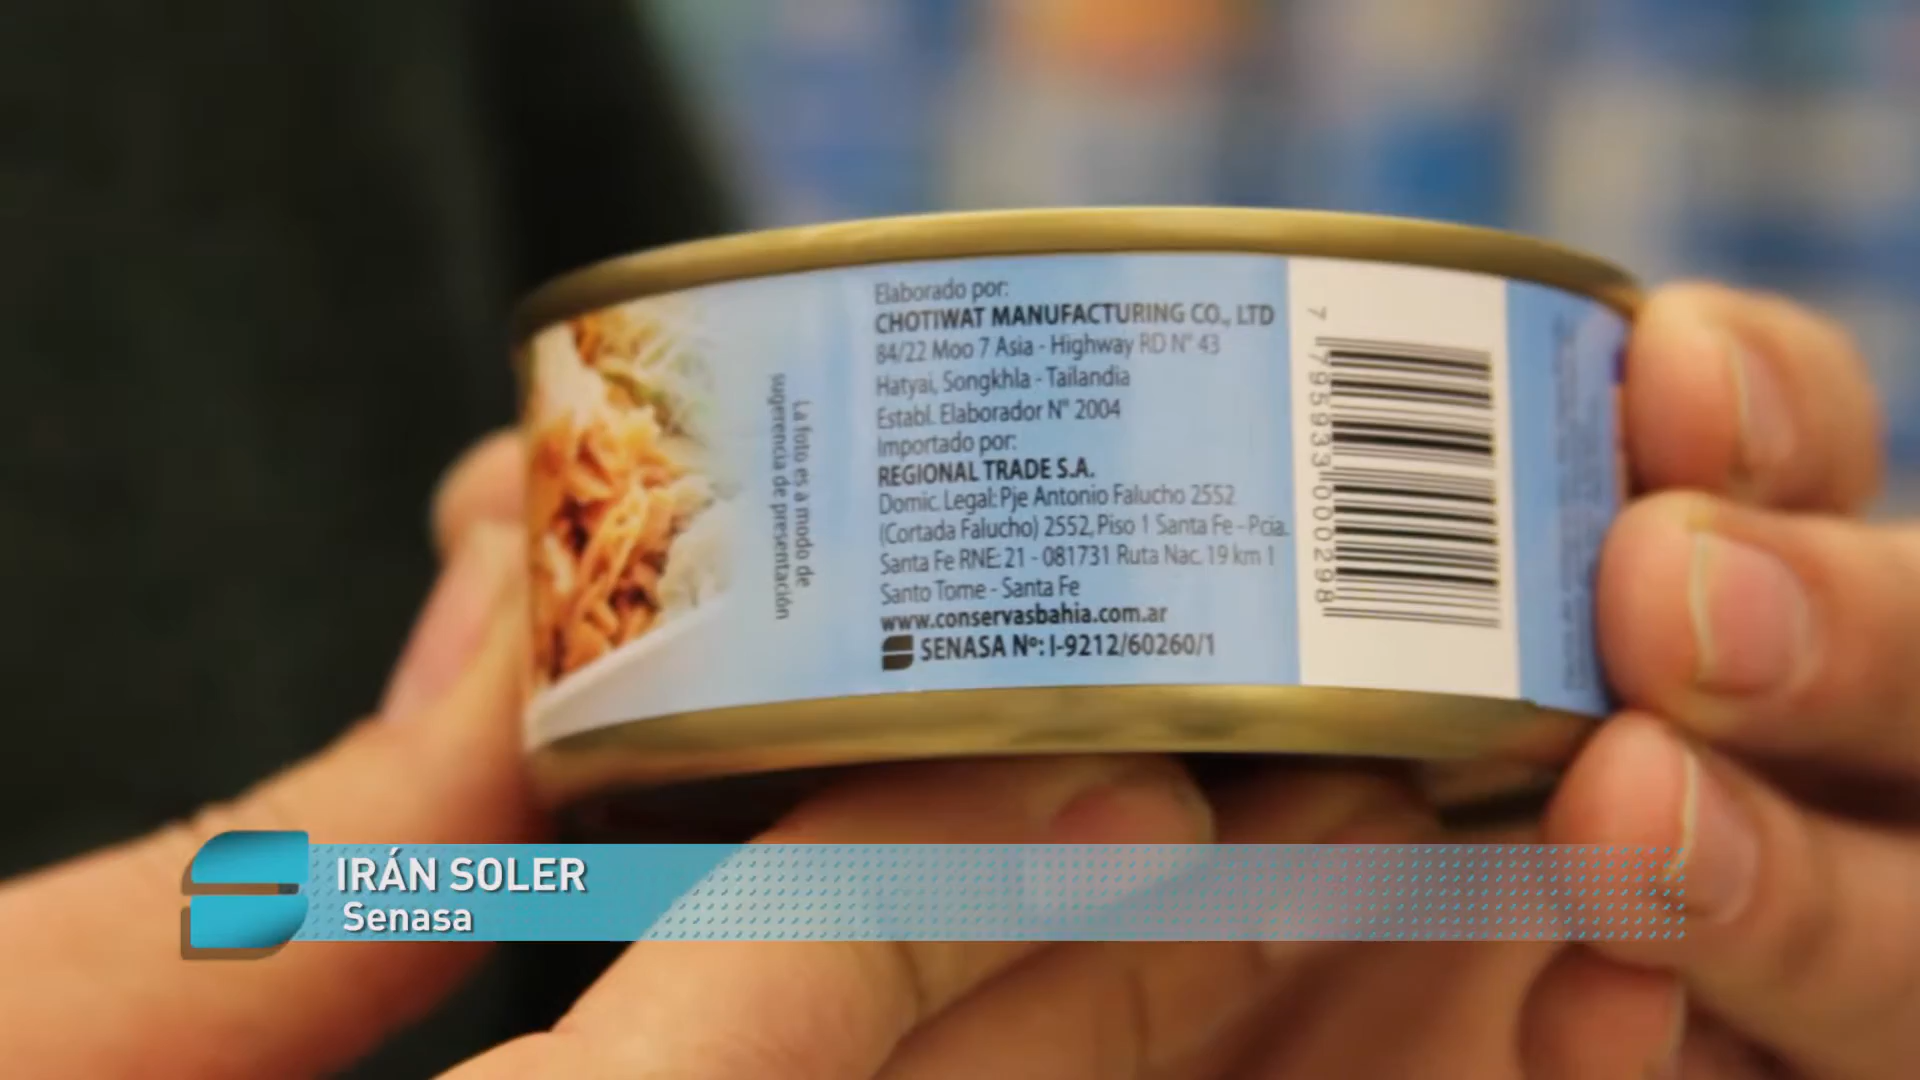 La foto es a modo de
sugerencia de presentación
Elaborado por:
CHOTIWAT MANUFACTURING CO., LTD
84/22 Moo 7 Asia - Highway RD N° 43
Hatyai, Songkhla - Tailandia
Establ. Elaborador N° 2004
Importado por:
REGIONAL TRADE S.A.
Domic. Legal: Pje Antonio Falucho 2552
(Cortada Falucho) 2552, Piso 1 Santa Fe - Pcia.
Santa Fe RNE: 21 - 081731 Ruta Nac. 19 km 1
Santo Tome - Santa Fe
www.conservasbahia.com.ar
SENASA Nº: I-9212/60260/1
7 795933 000298
IRÁN SOLER
Senasa